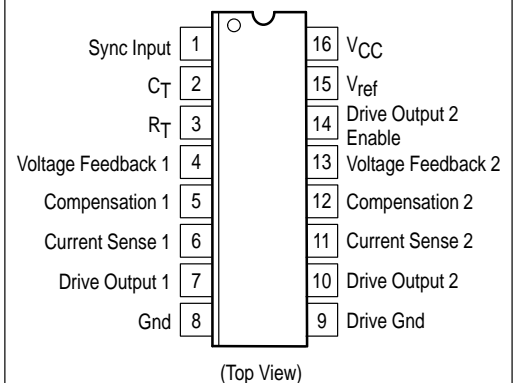 Sync Input 1 16 VCC
CT 2 15 Vref
RT 3 14 Drive Output 2 Enable
Voltage Feedback 1 4 13 Voltage Feedback 2
Compensation 1 5 12 Compensation 2
Current Sense 1 6 11 Current Sense 2
Drive Output 1 7 10 Drive Output 2
Gnd 8 9 Drive Gnd
(Top View)